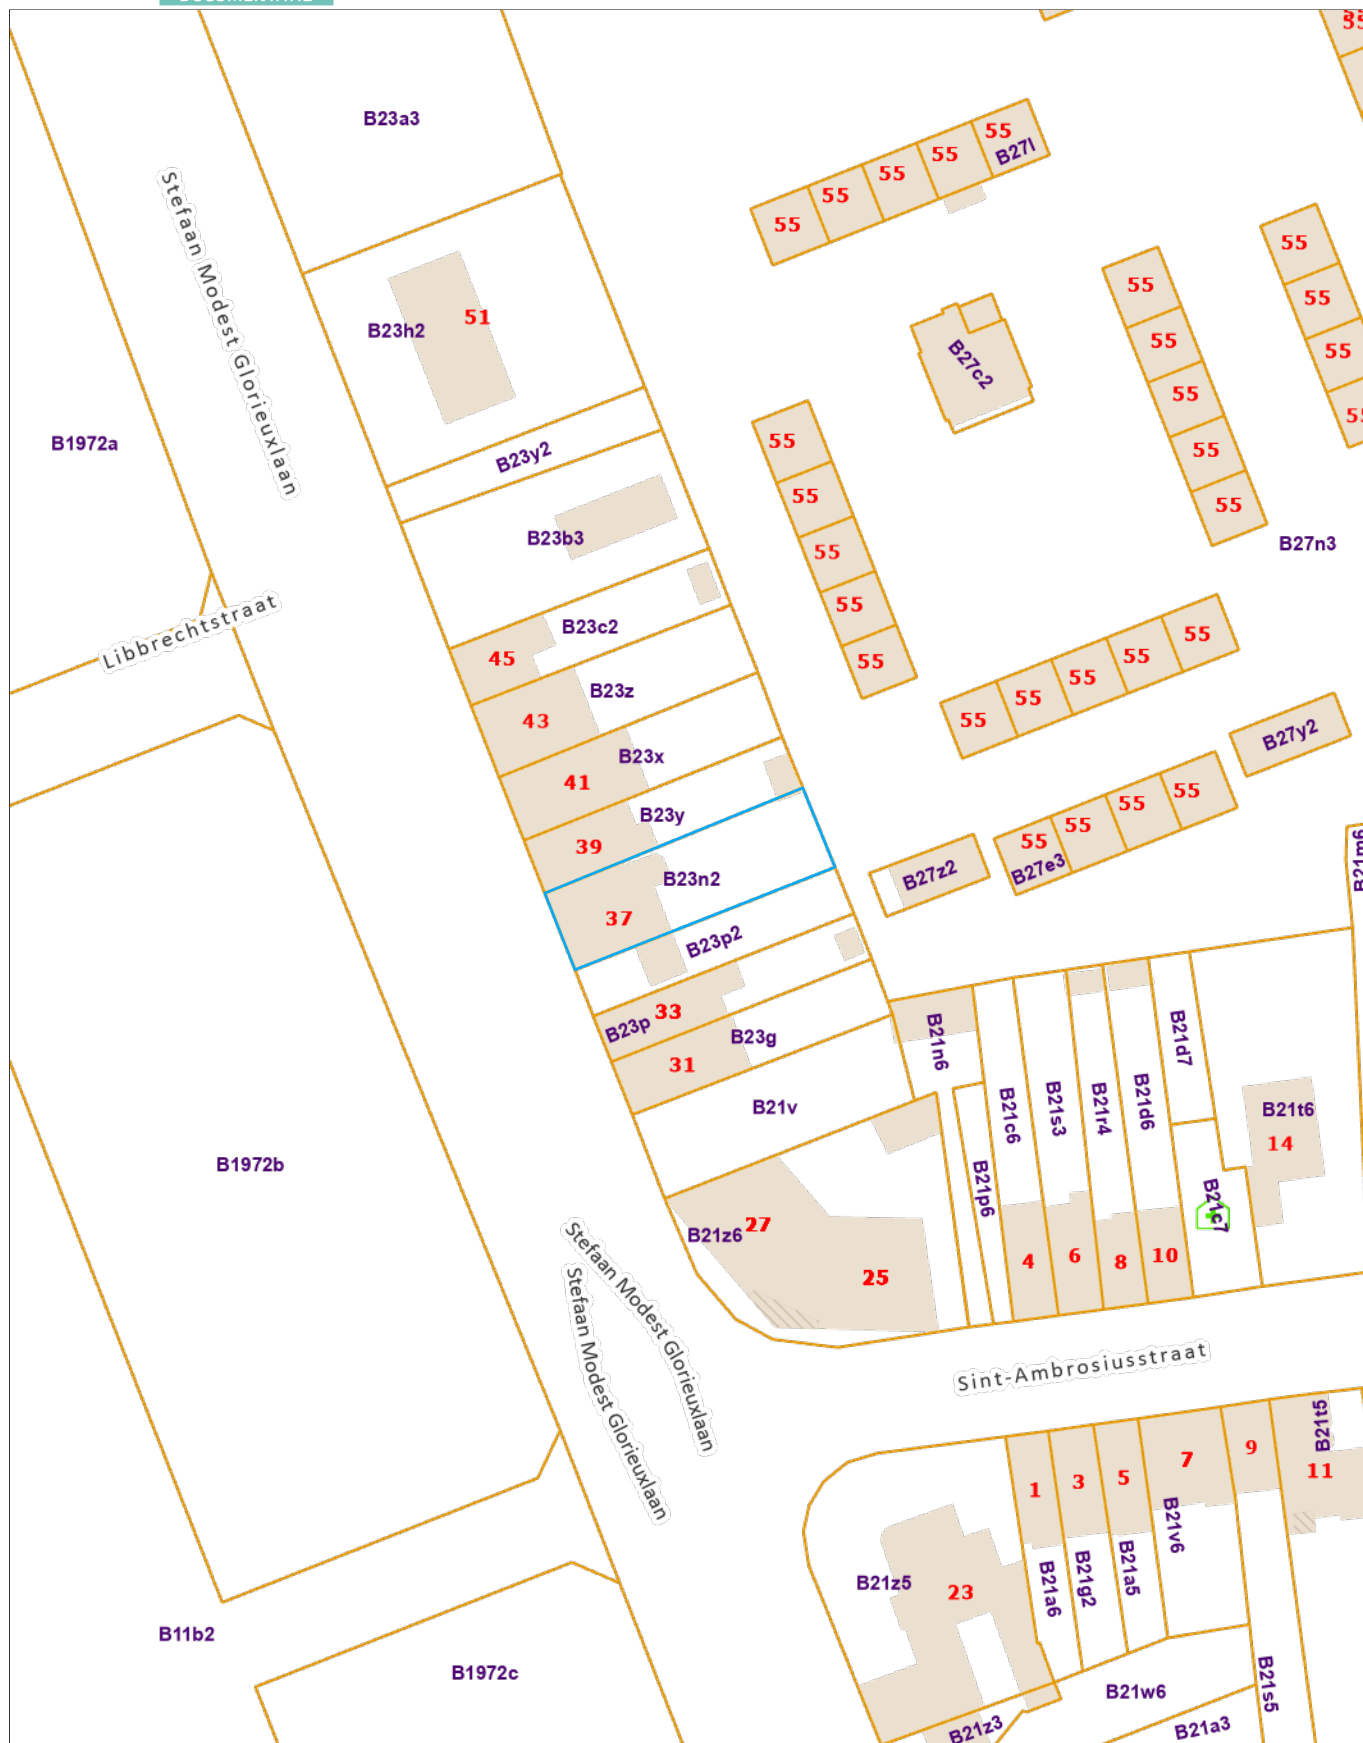 B23a3
55
B27l
55
55
55
55
Stefaan Modest Glorieuxlaan
B23h2
51
B27c2
55
55
55
55
55
55
55
55
55
B1972a
B23y2
B23b3
55
55
55
55
55
B27n3
Libbrechtstraat
B23c2
45
B23z
43
B23x
41
B23y
39
B23n2
37
B23p2
B23p
33
B23g
31
55
55
55
55
55
B27y2
55
55
55
55
B27e3
B27z2
B21m6
B21n6
B21c6
B21s3
B21r4
B21d6
B21d7
B21t6
14
B21p6
B21c7
B21v
B1972b
B21z6
27
25
4
6
8
10
Stefaan Modest Glorieuxlaan
Stefaan Modest Glorieuxlaan
Sint-Ambrosiusstraat
B21t5
1
3
5
7
9
11
B21v6
B21a6
B21g2
B21a5
B21z5
23
B11b2
B1972c
B21w6
B21s5
B21z3
B21a3